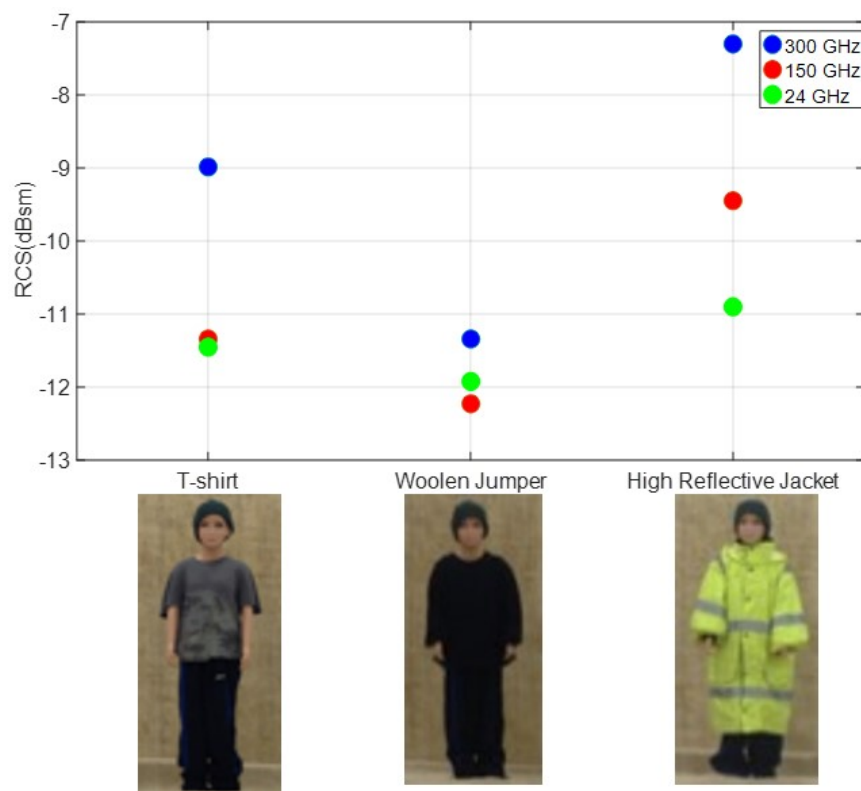 -7
-8
-9
-10
-11
-12
-13
RCS(dBsm)
300 GHz
150 GHz
24 GHz
T-shirt
Woolen Jumper
High Reflective Jacket